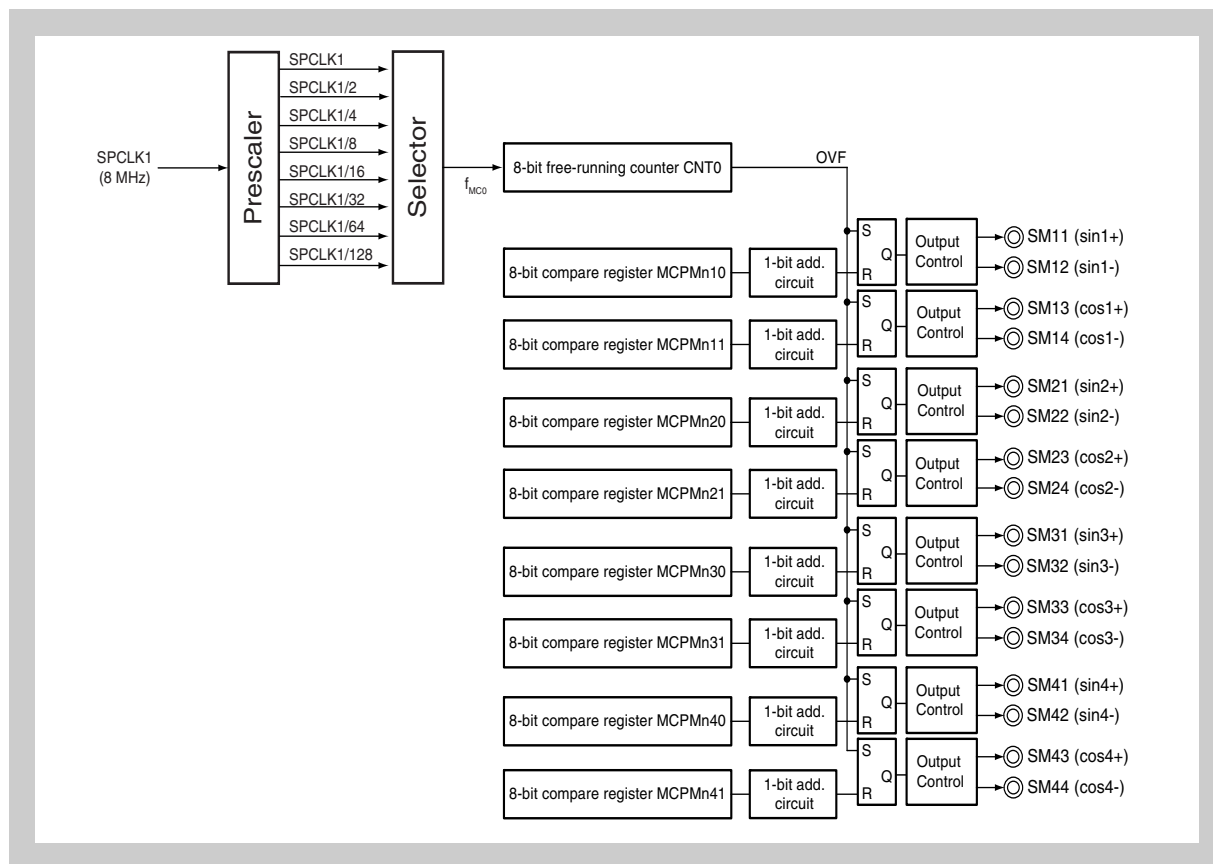 SPCLK1
(8 MHz)
Prescaler
SPCLK1
SPCLK1/2
SPCLK1/4
SPCLK1/8
SPCLK1/16
SPCLK1/32
SPCLK1/64
SPCLK1/128
Selector
fMC0
8-bit free-running counter CNT0
OVF
8-bit compare register MCPMn10
1-bit add.
circuit
S
Q
R
Output
Control
SM11 (sin1+)
SM12 (sin1-)
8-bit compare register MCPMn11
1-bit add.
circuit
S
Q
R
Output
Control
SM13 (cos1+)
SM14 (cos1-)
8-bit compare register MCPMn20
1-bit add.
circuit
S
Q
R
Output
Control
SM21 (sin2+)
SM22 (sin2-)
8-bit compare register MCPMn21
1-bit add.
circuit
S
Q
R
Output
Control
SM23 (cos2+)
SM24 (cos2-)
8-bit compare register MCPMn30
1-bit add.
circuit
S
Q
R
Output
Control
SM31 (sin3+)
SM32 (sin3-)
8-bit compare register MCPMn31
1-bit add.
circuit
S
Q
R
Output
Control
SM33 (cos3+)
SM34 (cos3-)
8-bit compare register MCPMn40
1-bit add.
circuit
S
Q
R
Output
Control
SM41 (sin4+)
SM42 (sin4-)
8-bit compare register MCPMn41
1-bit add.
circuit
S
Q
R
Output
Control
SM43 (cos4+)
SM44 (cos4-)